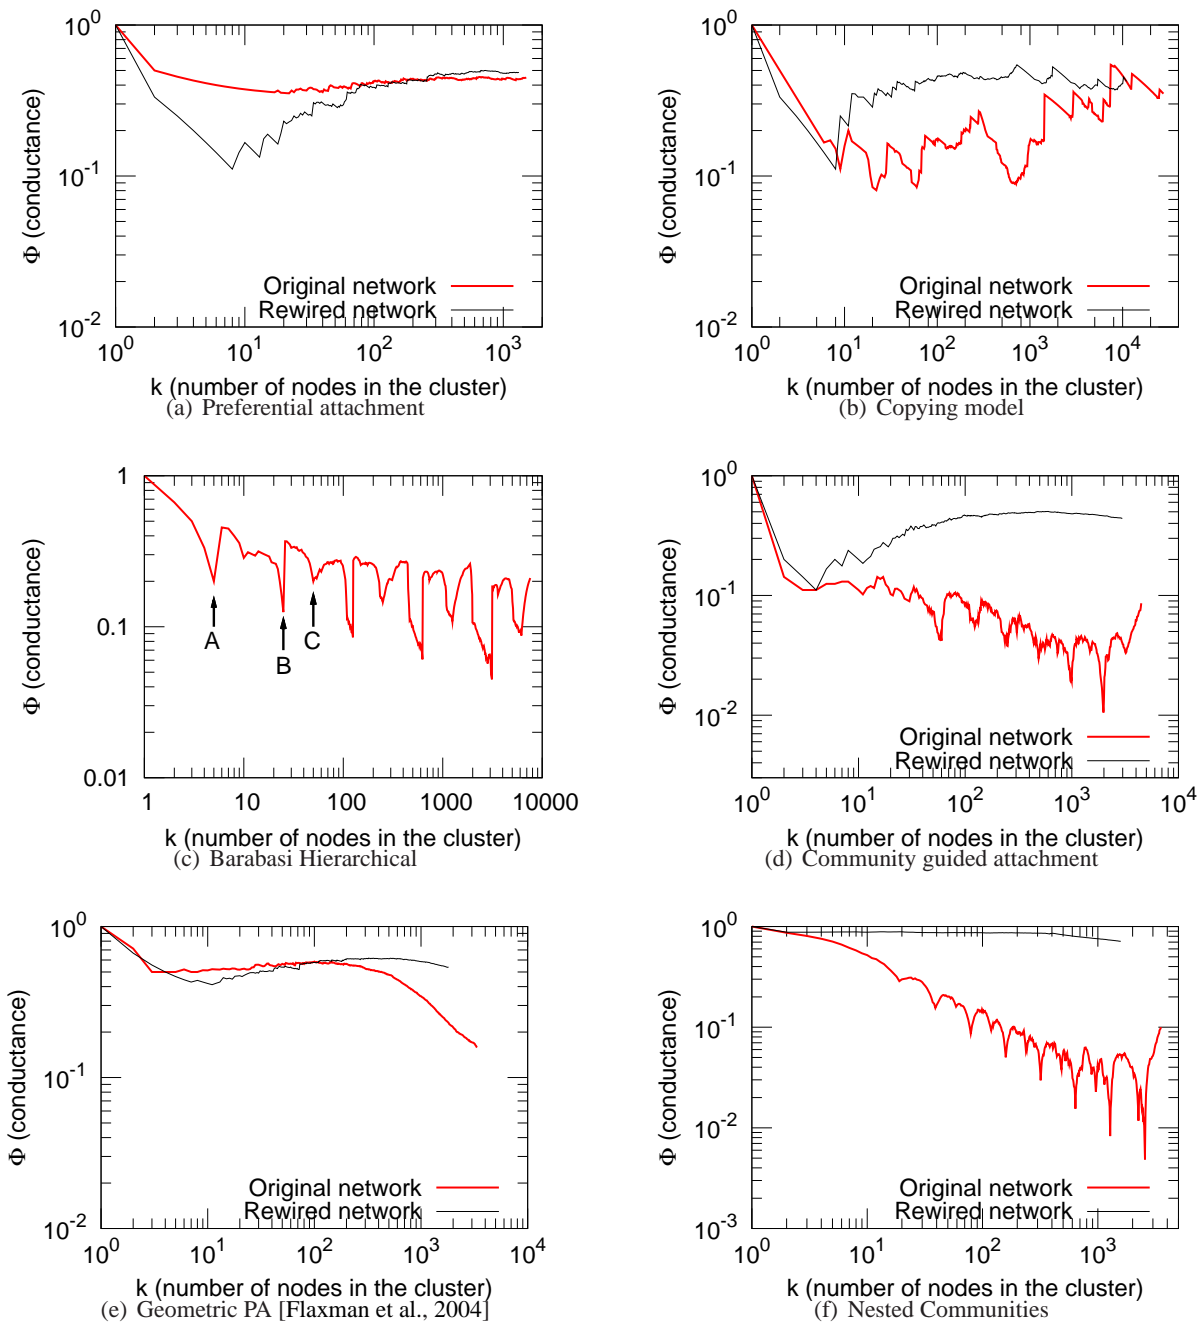 10^0
10^-1
10^-2
Φ (conductance)
Original network
Rewired network
10^0 10^1 10^2 10^3
k (number of nodes in the cluster)
(a) Preferential attachment
10^0
10^-1
10^-2
Φ (conductance)
Original network
Rewired network
10^0 10^1 10^2 10^3 10^4
k (number of nodes in the cluster)
(b) Copying model
1
0.1
0.01
Φ (conductance)
A
B
C
1 10 100 1000 10000
k (number of nodes in the cluster)
(c) Barabasi Hierarchical
10^0
10^-1
10^-2
Φ (conductance)
Original network
Rewired network
10^0 10^1 10^2 10^3 10^4
k (number of nodes in the cluster)
(d) Community guided attachment
10^0
10^-1
10^-2
Φ (conductance)
Original network
Rewired network
10^0 10^1 10^2 10^3 10^4
k (number of nodes in the cluster)
(e) Geometric PA [Flaxman et al., 2004]
10^0
10^-1
10^-2
10^-3
Φ (conductance)
Original network
Rewired network
10^0 10^1 10^2 10^3
k (number of nodes in the cluster)
(f) Nested Communities